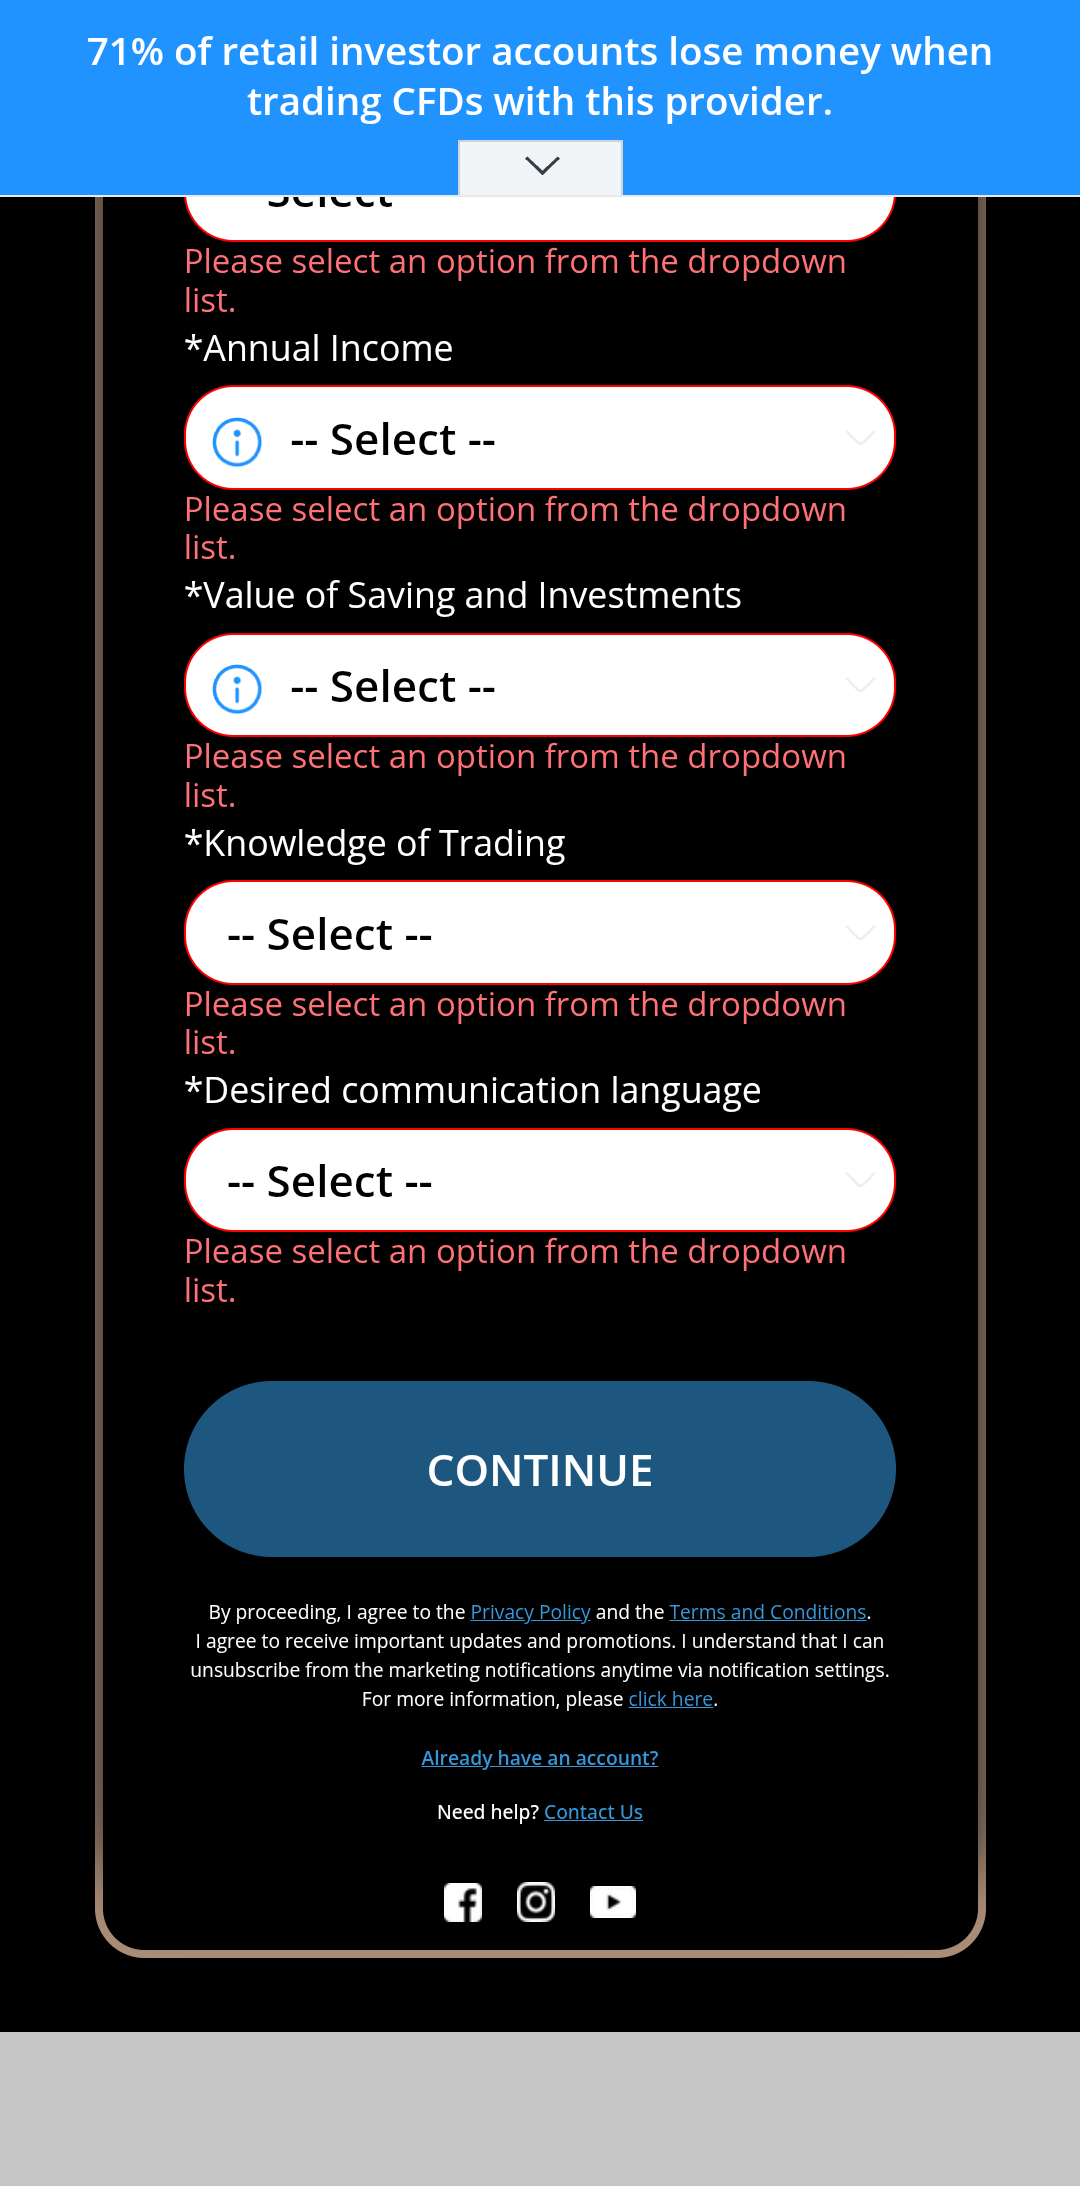 71% of retail investor accounts lose money when
trading CFDs with this provider.
Select
Please select an option from the dropdown
list.
*Annual Income
-- Select --
Please select an option from the dropdown
list.
*Value of Saving and Investments
-- Select --
Please select an option from the dropdown
list.
*Knowledge of Trading
-- Select --
Please select an option from the dropdown
list.
*Desired communication language
-- Select --
Please select an option from the dropdown
list.
CONTINUE
By proceeding, I agree to the Privacy Policy and the Terms and Conditions.
I agree to receive important updates and promotions. I understand that I can
unsubscribe from the marketing notifications anytime via notification settings.
For more information, please click here.
Already have an account?
Need help? Contact Us